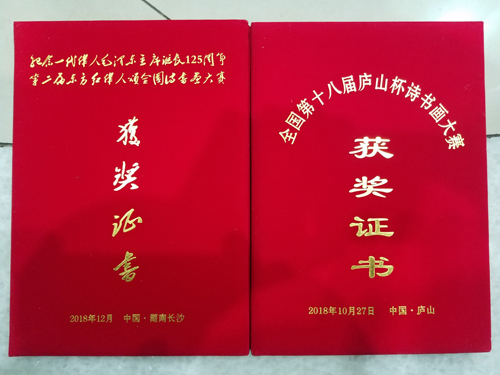 纪念一代伟人毛泽东主席诞辰125周年
第二届东方红伟人颂全国诗书画大赛
獲
奖
证
書
2018年12月 中国·湖南长沙
全国第十八届庐山杯诗书画大赛
获
奖
证
书
2018年10月27日 中国·庐山